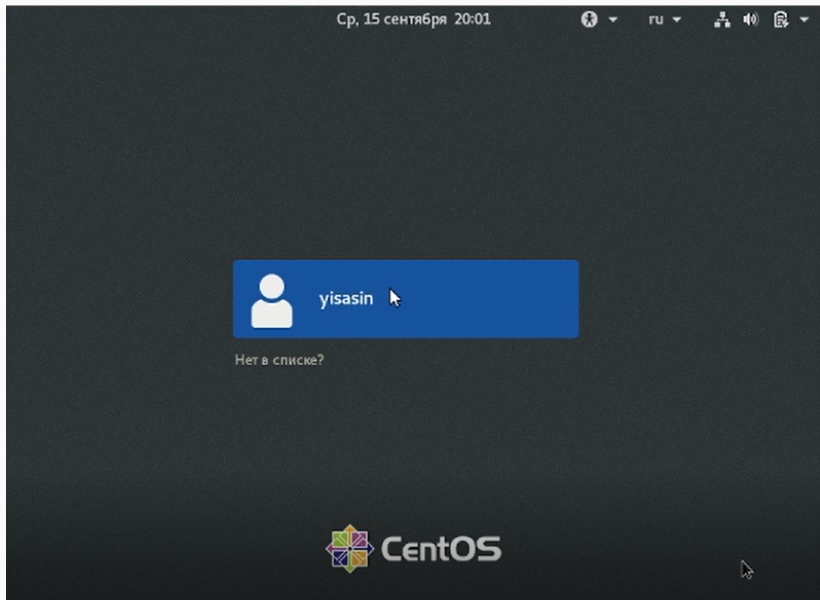 Ср, 15 сентября 20:01
ru
yisasin
Нет в списке?
CentOS